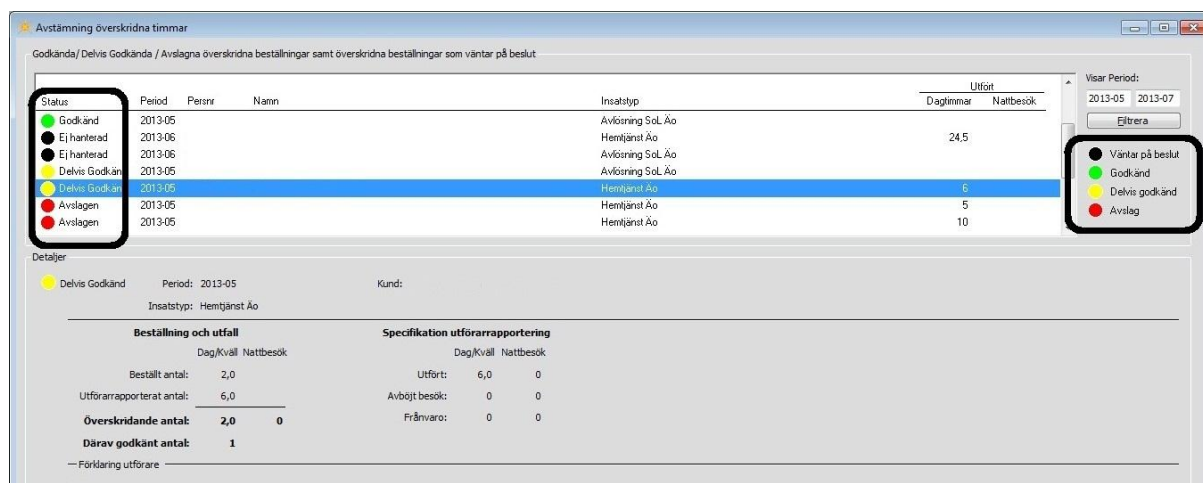 Avstämning överskridna timmar
Godkända/ Delvis Godkända / Avslagna överskridna beställningar samt överskridna beställningar som väntar på beslut
Visar Period:
Utfört
Status Period Persnr Namn Insatstyp Dagtimmar Nattbesök
2013-05 2013-07
Godkänd 2013-05 Avlösning SoL Äo
Filtrera
Ej hanterad 2013-06 Hemtjänst Äo 24,5
Ej hanterad 2013-06 Avlösning SoL Äo
Delvis Godkän 2013-05 Avlösning SoL Äo
Delvis Godkän 2013-05 Hemtjänst Äo 6
Avslagen 2013-05 Hemtjänst Äo 5
Avslagen 2013-05 Hemtjänst Äo 10
Väntar på beslut
Godkänd
Delvis godkänd
Avslag
Detaljer
Delvis Godkänd Period: 2013-05 Kund:
Insatstyp: Hemtjänst Äo
Beställning och utfall
Dag/Kväll Nattbesök
Beställt antal: 2,0
Utförarrapporterat antal: 6,0
Överskridande antal: 2,0 0
Därav godkänt antal: 1
Specifikation utförarrapportering
Dag/Kväll Nattbesök
Utfört: 6,0 0
Avböjt besök: 0 0
Frånvaro: 0 0
Förklaring utförare